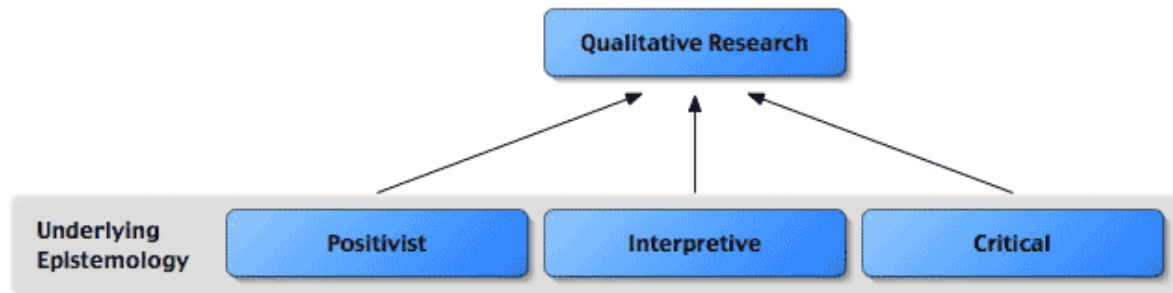 Qualitative Research
Underlying
Epistemology
Positivist
Interpretive
Critical